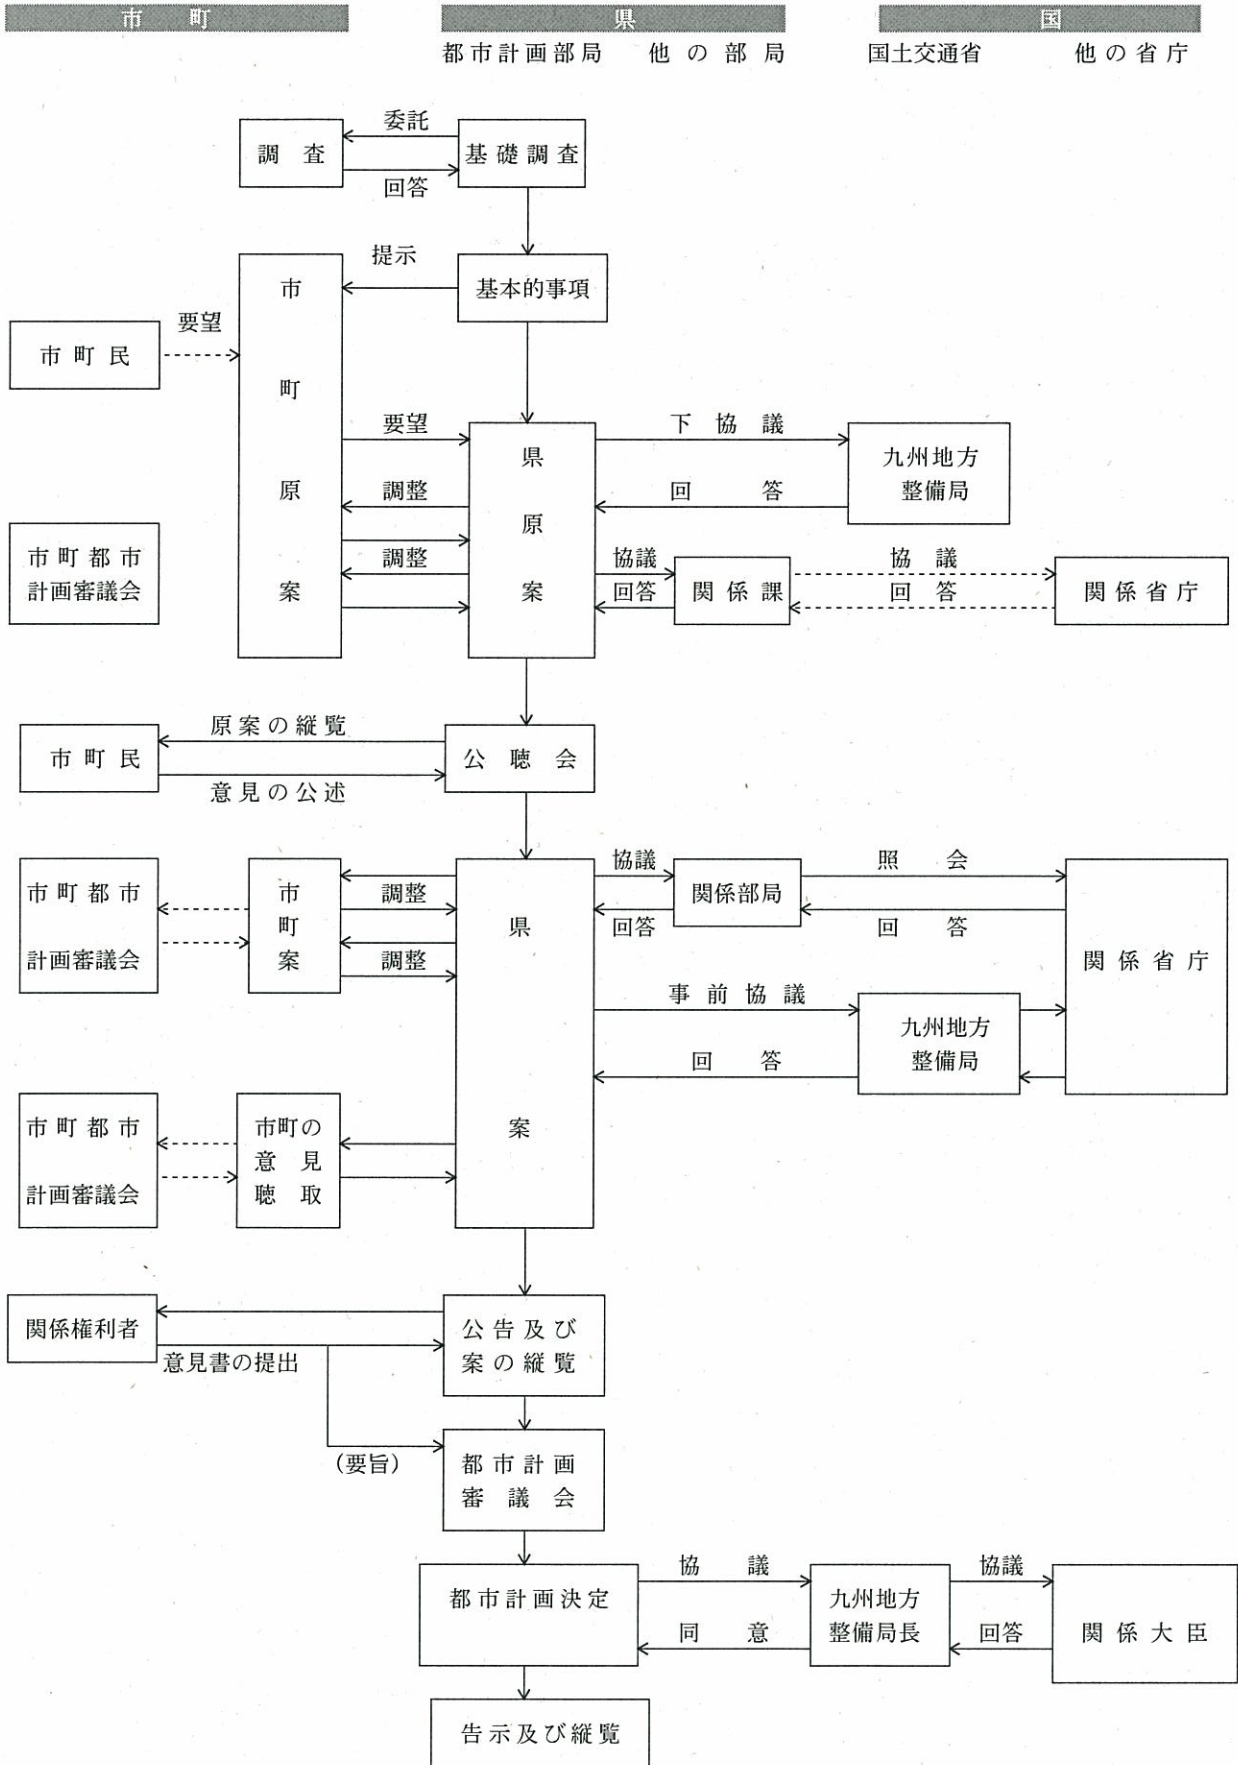 市町
県
国
都市計画部局 他の部局
国土交通省 他の省庁
委託
調査
基礎調査
回答
提示
基本的事項
市町原案
要望
市町民
要望
下協議
県原案
九州地方
整備局
調整
回答
市町都市
計画審議会
調整
協議
回答
関係課
協議
回答
関係省庁
原案の縦覧
市町民
公聴会
意見の公述
市町都市
計画審議会
市町案
調整
調整
県案
協議
回答
関係部局
照会
回答
関係省庁
事前協議
回答
九州地方
整備局
市町都市
計画審議会
市町の
意見
聴取
関係権利者
意見書の提出
公告及び
案の縦覧
(要旨)
都市計画
審議会
都市計画決定
協議
同意
九州地方
整備局長
協議
回答
関係大臣
告示及び縦覧